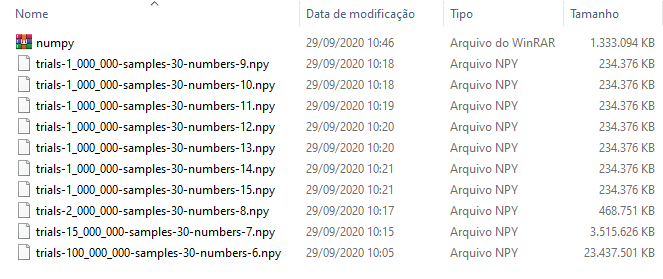 Nome Data de modificação Tipo Tamanho
numpy 29/09/2020 10:46 Arquivo do WinRAR 1.333.094 KB
trials-1_000_000-samples-30-numbers-9.npy 29/09/2020 10:18 Arquivo NPY 234.376 KB
trials-1_000_000-samples-30-numbers-10.npy 29/09/2020 10:18 Arquivo NPY 234.376 KB
trials-1_000_000-samples-30-numbers-11.npy 29/09/2020 10:19 Arquivo NPY 234.376 KB
trials-1_000_000-samples-30-numbers-12.npy 29/09/2020 10:20 Arquivo NPY 234.376 KB
trials-1_000_000-samples-30-numbers-13.npy 29/09/2020 10:20 Arquivo NPY 234.376 KB
trials-1_000_000-samples-30-numbers-14.npy 29/09/2020 10:21 Arquivo NPY 234.376 KB
trials-1_000_000-samples-30-numbers-15.npy 29/09/2020 10:21 Arquivo NPY 234.376 KB
trials-2_000_000-samples-30-numbers-8.npy 29/09/2020 10:17 Arquivo NPY 468.751 KB
trials-15_000_000-samples-30-numbers-7.npy 29/09/2020 10:15 Arquivo NPY 3.515.626 KB
trials-100_000_000-samples-30-numbers-6.npy 29/09/2020 10:05 Arquivo NPY 23.437.501 KB